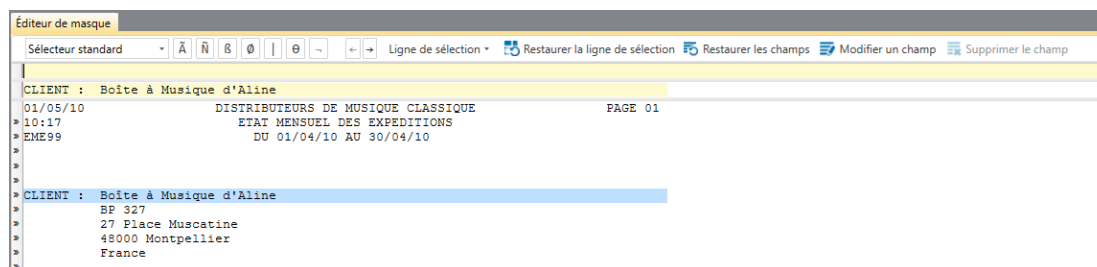 Éditeur de masque
Sélecteur standard Ã Ñ ß Ø | θ ¬ ← → Ligne de sélection Restaurer la ligne de sélection Restaurer les champs Modifier un champ Supprimer le champ
CLIENT : Boîte à Musique d'Aline
01/05/10 DISTRIBUTEURS DE MUSIQUE CLASSIQUE PAGE 01
» 10:17 ETAT MENSUEL DES EXPEDITIONS
» EME99 DU 01/04/10 AU 30/04/10
»
»
»
» CLIENT : Boîte à Musique d'Aline
» BP 327
» 27 Place Muscatine
» 48000 Montpellier
» France